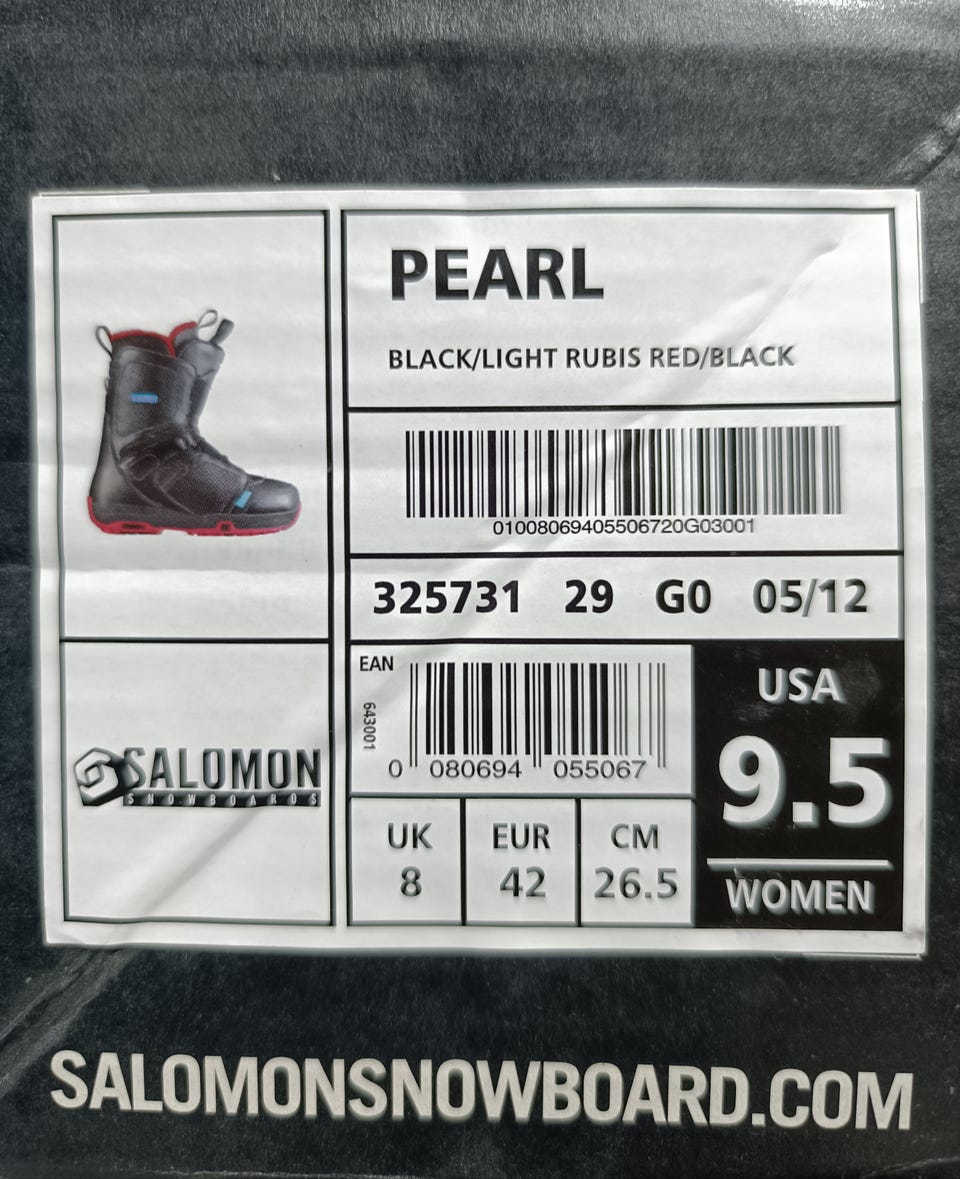 PEARL
BLACK/LIGHT RUBIS RED/BLACK
01008069405506720G03001
325731 29 G0 05/12
EAN
643001
0 080694 055067
USA
9.5
WOMEN
UK EUR CM
8 42 26.5
SALOMON
SNOWBOARDS
SALOMONSNOWBOARD.COM